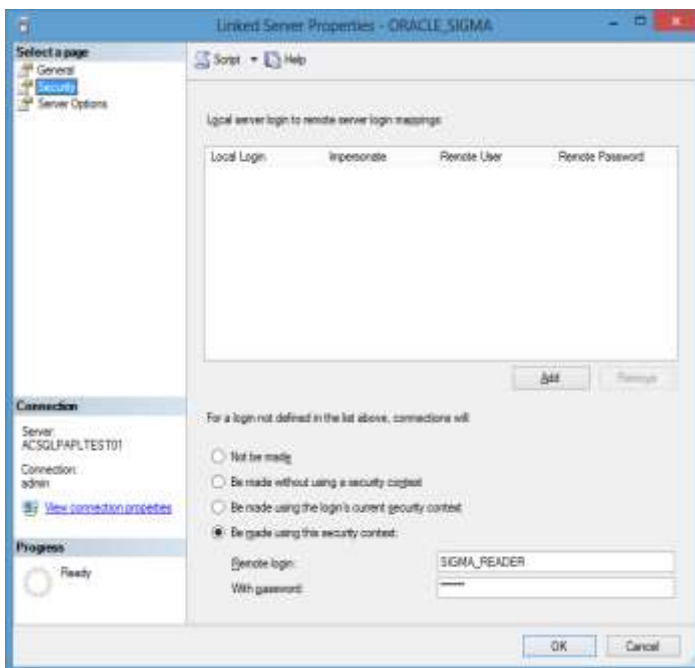 Linked Server Properties - ORACLE_SIGMA
Select a page
General
Security
Server Options
Script
Help
Local server login to remote server login mappings:
Local Login Impersonate Remote User Remote Password
Add Remove
For a login not defined in the list above, connections will:
Not be made
Be made without using a security context
Be made using the login's current security context
Be made using this security context:
Remote login: SIGMA_READER
With password: ******
Connection
Server:
ACSQLPAPLTEST01
Connection:
admin
View connection properties
Progress
Ready
OK Cancel